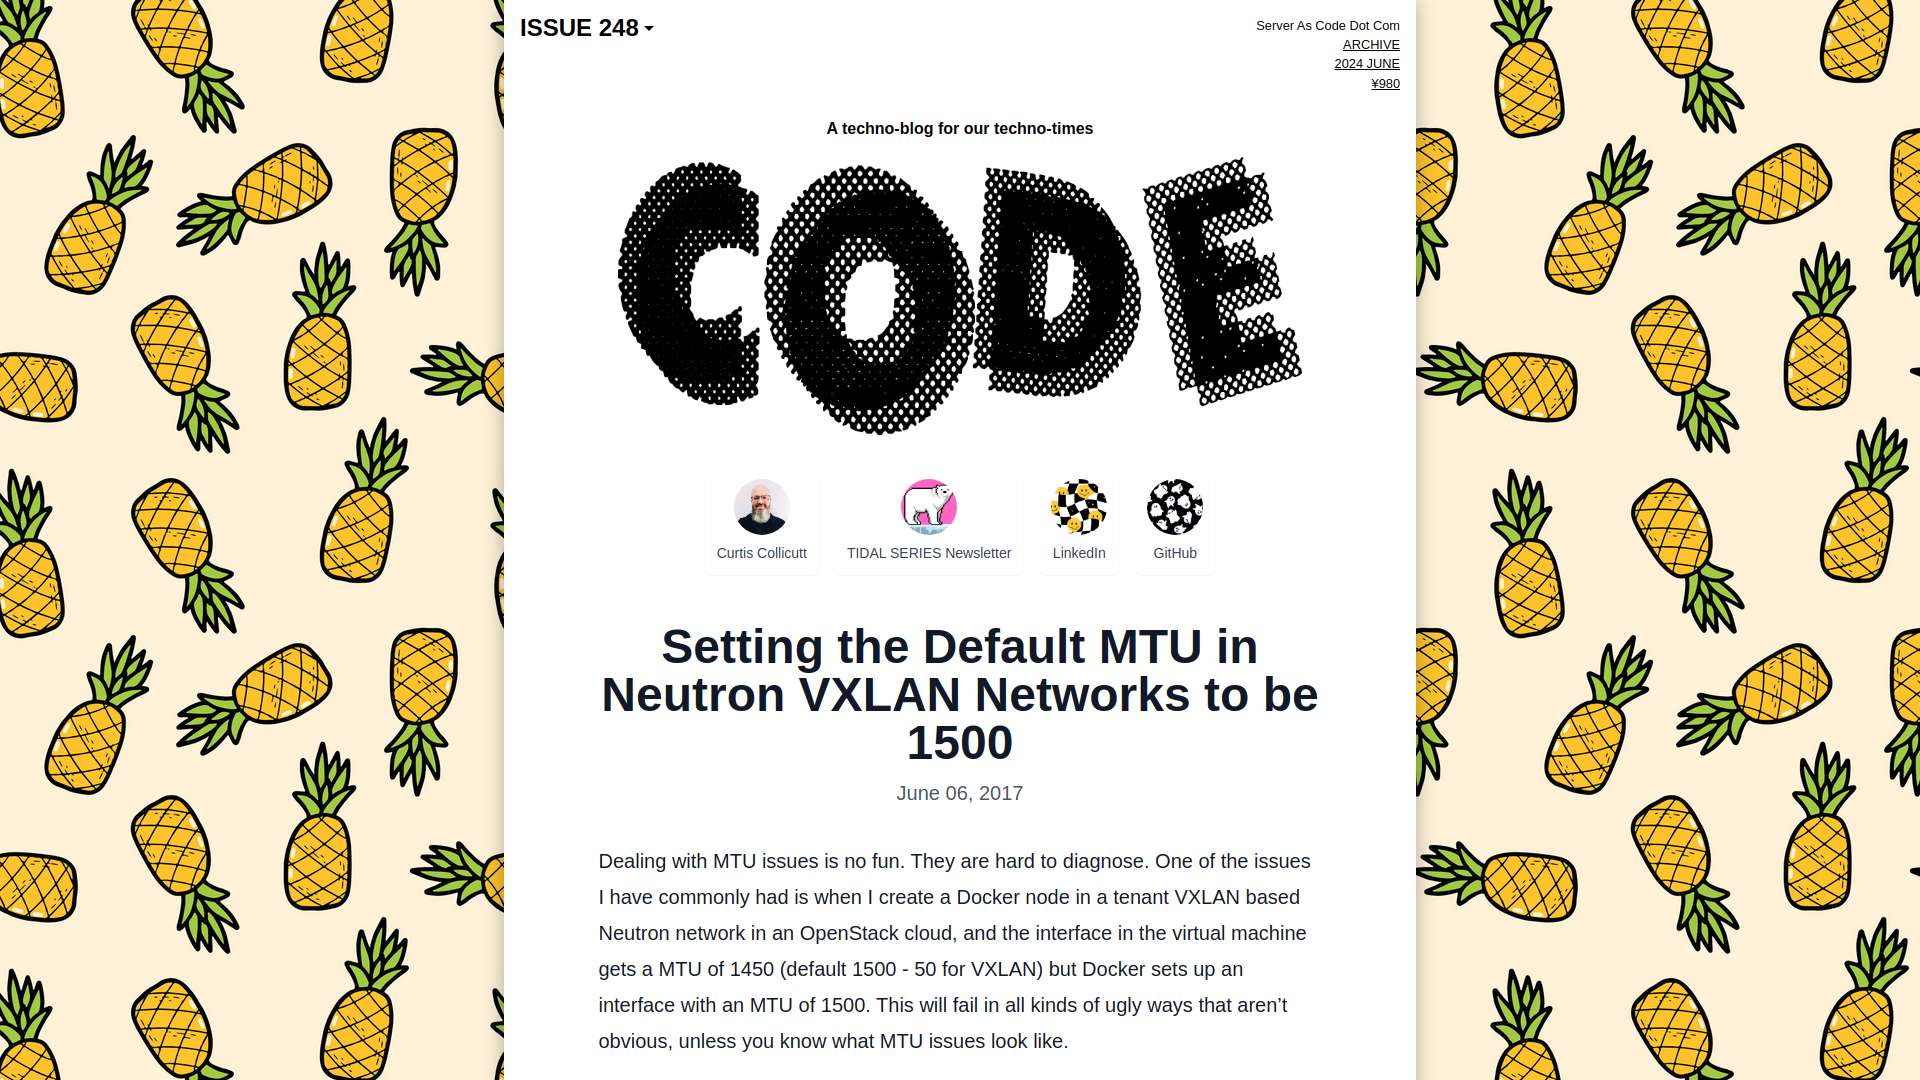 ISSUE 248
Server As Code Dot Com
ARCHIVE
2024 JUNE
¥980
A techno-blog for our techno-times
CODE
Curtis Collicutt
TIDAL SERIES Newsletter
LinkedIn
GitHub
Setting the Default MTU in
Neutron VXLAN Networks to be
1500
June 06, 2017
Dealing with MTU issues is no fun. They are hard to diagnose. One of the issues
I have commonly had is when I create a Docker node in a tenant VXLAN based
Neutron network in an OpenStack cloud, and the interface in the virtual machine
gets a MTU of 1450 (default 1500 - 50 for VXLAN) but Docker sets up an
interface with an MTU of 1500. This will fail in all kinds of ugly ways that aren’t
obvious, unless you know what MTU issues look like.